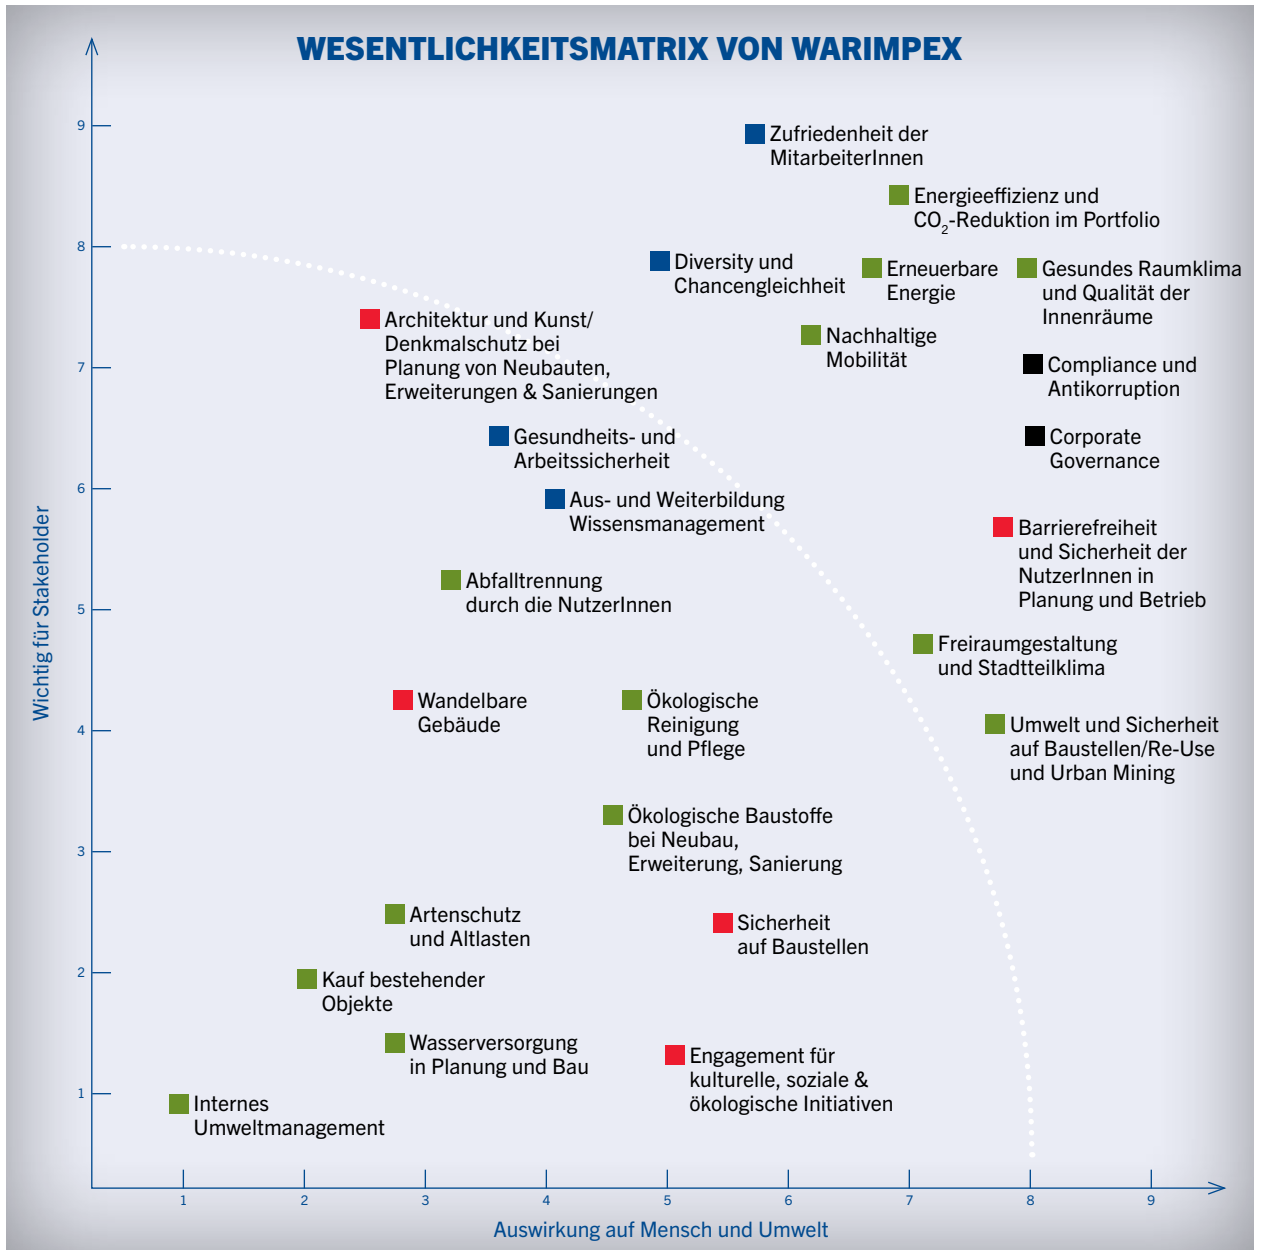 WESENTLICHKEITSMATRIX VON WARIMPEX
Wichtig für Stakeholder
9
8
7
6
5
4
3
2
1
Zufriedenheit der
MitarbeiterInnen
Energieeffizienz und
CO₂-Reduktion im Portfolio
Diversity und
Chancengleichheit
Erneuerbare
Energie
Gesundes Raumklima
und Qualität der
Innenräume
Architektur und Kunst/
Denkmalschutz bei
Planung von Neubauten,
Erweiterungen & Sanierungen
Nachhaltige
Mobilität
Compliance und
Antikorruption
Gesundheits- und
Arbeitssicherheit
Corporate
Governance
Aus- und Weiterbildung
Wissensmanagement
Barrierefreiheit
und Sicherheit der
NutzerInnen in
Planung und Betrieb
Abfalltrennung
durch die NutzerInnen
Freiraumgestaltung
und Stadtteilklima
Wandelbare
Gebäude
Ökologische
Reinigung
und Pflege
Umwelt und Sicherheit
auf Baustellen/Re-Use
und Urban Mining
Ökologische Baustoffe
bei Neubau,
Erweiterung, Sanierung
Artenschutz
und Altlasten
Sicherheit
auf Baustellen
Kauf bestehender
Objekte
Wasserversorgung
in Planung und Bau
Engagement für
kulturelle, soziale &
ökologische Initiativen
Internes
Umweltmanagement
1 2 3 4 5 6 7 8 9
Auswirkung auf Mensch und Umwelt